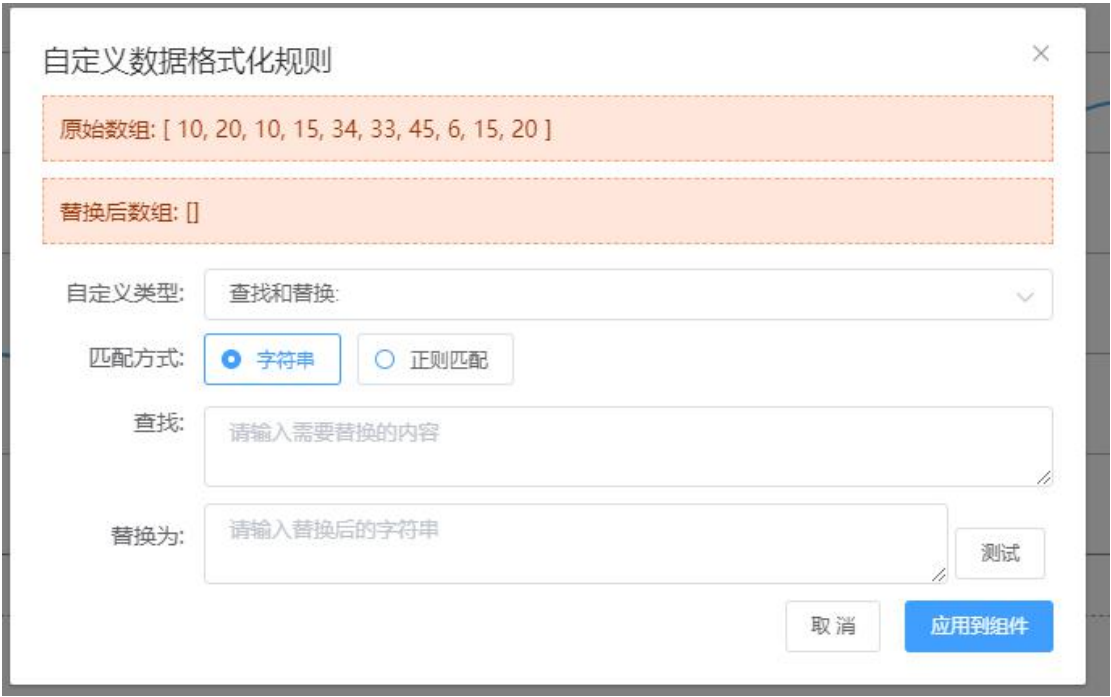 自定义数据格式化规则
原始数组: [ 10, 20, 10, 15, 34, 33, 45, 6, 15, 20 ]
替换后数组: []
自定义类型: 查找和替换:
匹配方式: 字符串 正则匹配
查找: 请输入需要替换的内容
替换为: 请输入替换后的字符串 测试
取 消 应用到组件